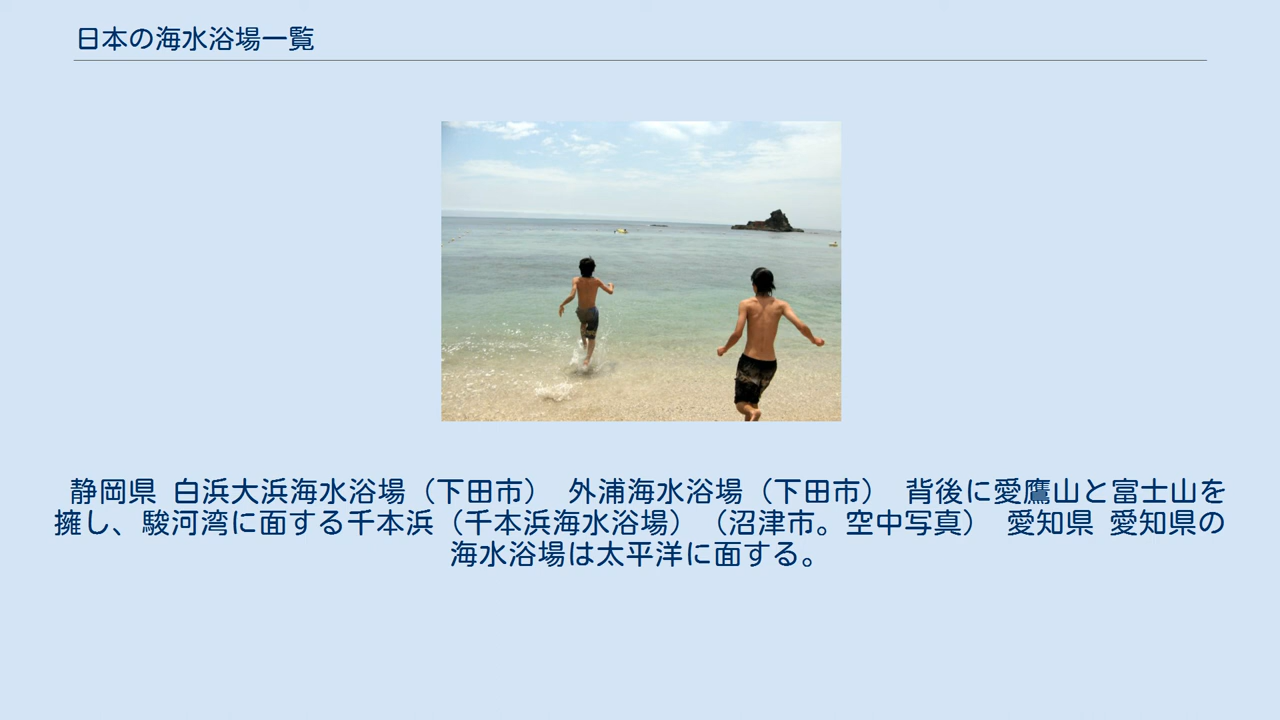 日本の海水浴場一覧
静岡県 白浜大浜海水浴場（下田市） 外浦海水浴場（下田市） 背後に愛鷹山と富士山を
擁し、駿河湾に面する千本浜（千本浜海水浴場）（沼津市。空中写真） 愛知県 愛知県の
海水浴場は太平洋に面する。